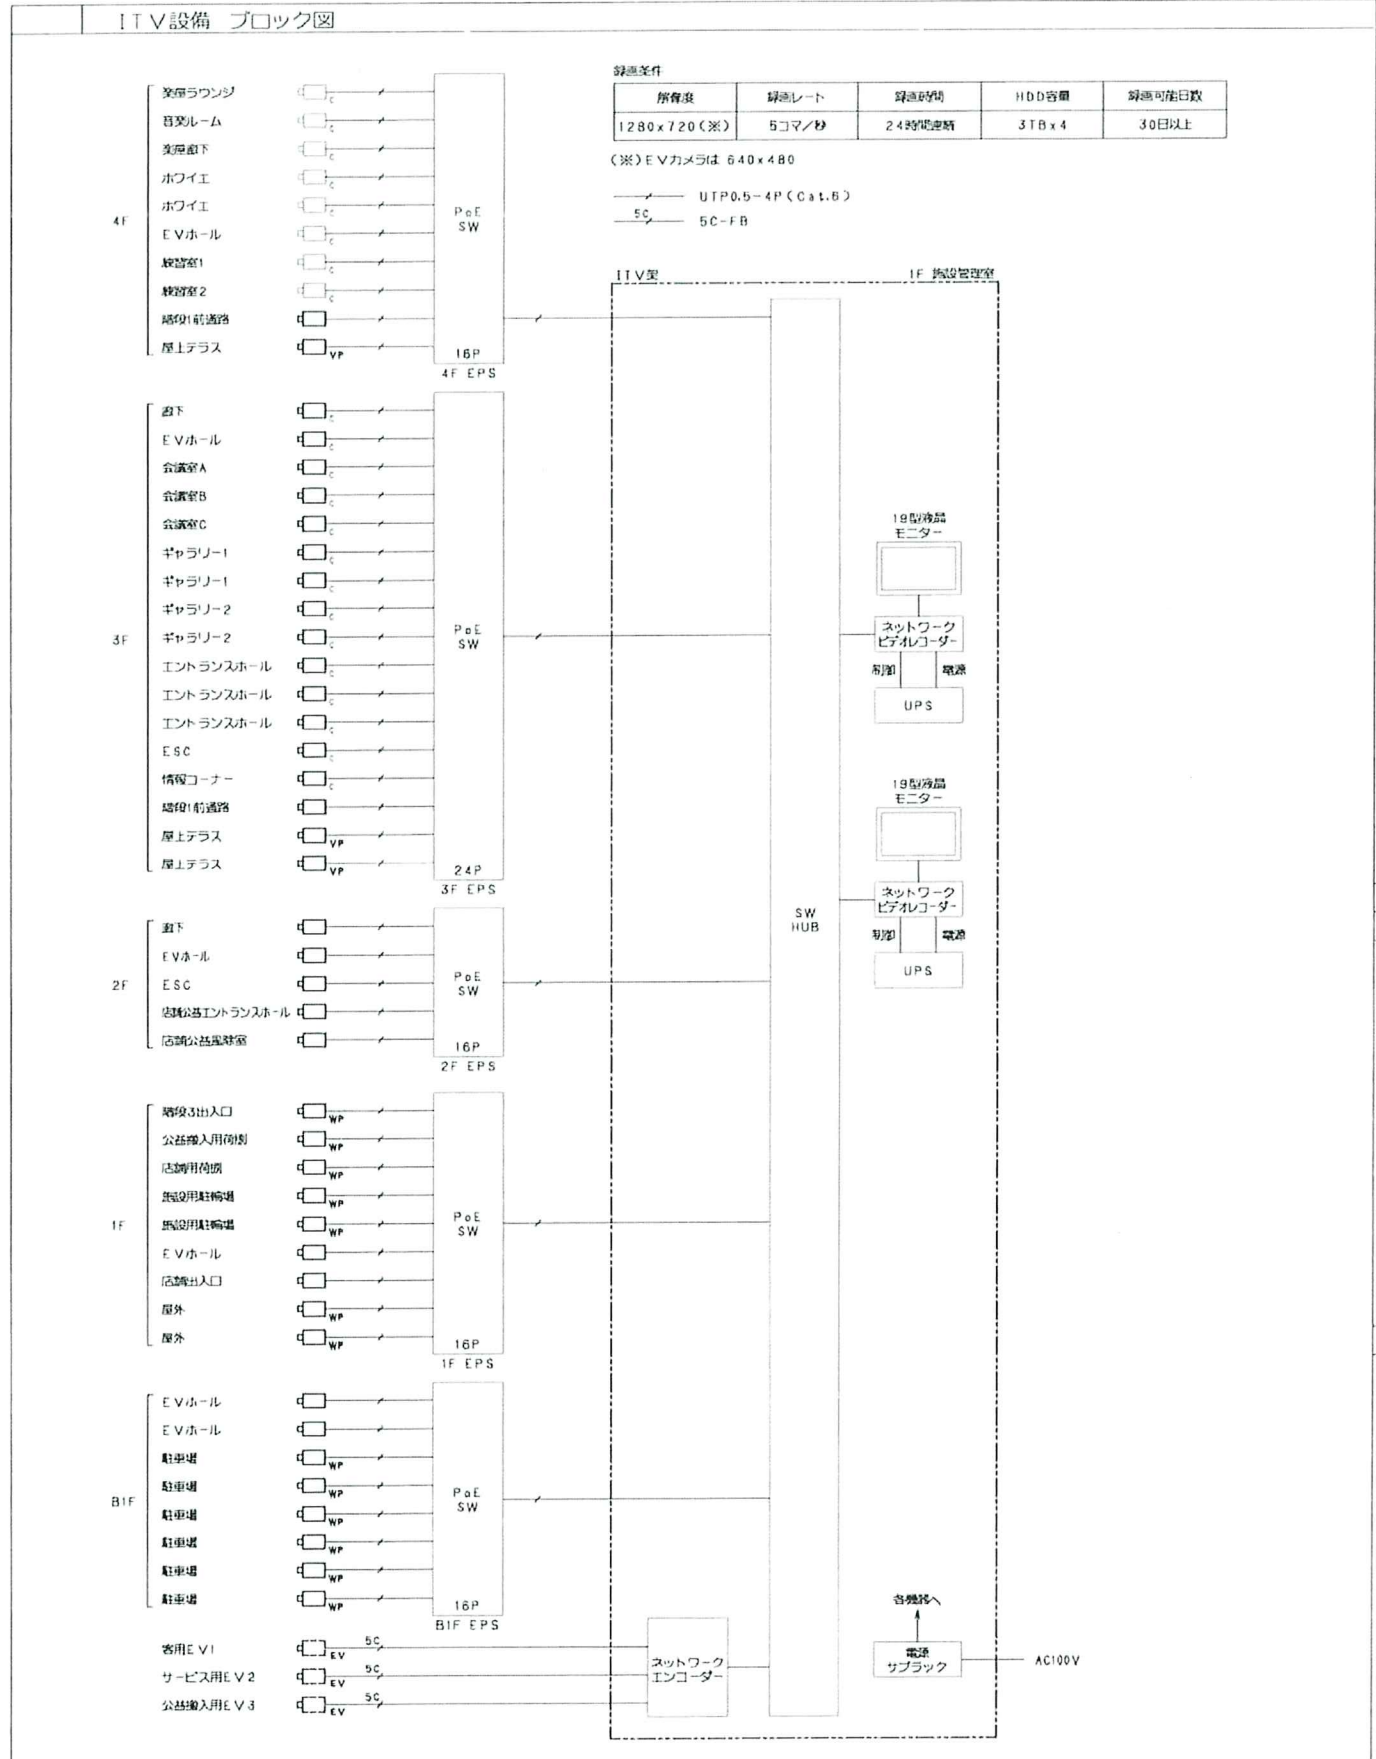 ITV設備 ブロック図
録画条件
解像度 録画レート 録画時間 HDD容量 録画可能日数
1280x720(※) 5コマ/秒 24時間連続 3TBx4 30日以上
(※)EVカメラは 640x480
UTP0.5-4P(Cat.6)
5C 5C-FB
4F
楽屋ラウンジ C
音楽ルーム C
楽屋廊下 C
ホワイエ C
ホワイエ C
EVホール C
練習室1 C
練習室2 C
階段1前通路
屋上テラス VP
PoE
SW
16P
4F EPS
3F
廊下 C
EVホール C
会議室A C
会議室B C
会議室C C
ギャラリー1 C
ギャラリー1 C
ギャラリー2 C
ギャラリー2 C
エントランスホール C
エントランスホール C
エントランスホール C
ESC C
情報コーナー C
階段1前通路
屋上テラス VP
屋上テラス VP
PoE
SW
24P
3F EPS
2F
廊下
EVホール
ESC
店舗公益エントランスホール
店舗公益風除室
PoE
SW
16P
2F EPS
1F
階段3出入口 WP
公益搬入用荷捌 WP
店舗用荷捌 WP
施設用駐輪場 WP
施設用駐輪場 WP
EVホール
店舗出入口
屋外 WP
屋外 WP
PoE
SW
16P
1F EPS
B1F
EVホール
EVホール
駐車場 WP
駐車場 WP
駐車場 WP
駐車場 WP
駐車場 WP
駐車場 WP
PoE
SW
16P
B1F EPS
客用EV1 EV 5C
サービス用EV2 EV 5C
公益搬入用EV3 EV 5C
ITV架 1F 施設管理室
SW
HUB
19型液晶
モニター
ネットワーク
ビデオレコーダー
制御 電源
UPS
19型液晶
モニター
ネットワーク
ビデオレコーダー
制御 電源
UPS
ネットワーク
エンコーダー
各機器へ
電源
サブラック
AC100V